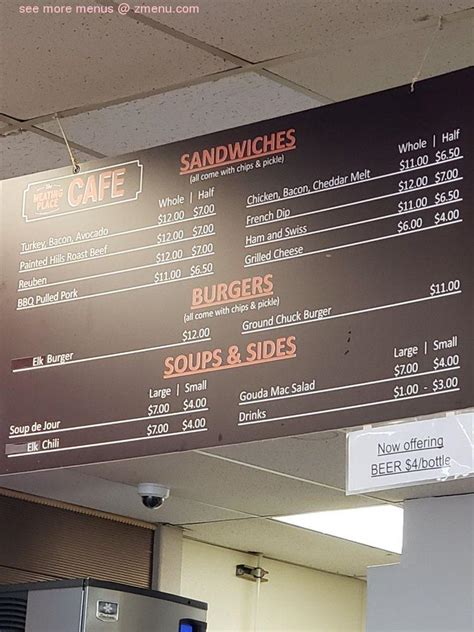 see more menus @ zmenu.com
The
MEATING
PLACE
CAFE
SANDWICHES
(all come with chips & pickle)
Whole | Half
Turkey, Bacon, Avocado $12.00 $7.00
Painted Hills Roast Beef $12.00 $7.00
Reuben $12.00 $7.00
BBQ Pulled Pork $11.00 $6.50
Whole | Half
Chicken, Bacon, Cheddar Melt $11.00 $6.50
French Dip $12.00 $7.00
Ham and Swiss $11.00 $6.50
Grilled Cheese $6.00 $4.00
BURGERS
(all come with chips & pickle)
Elk Burger $12.00
Ground Chuck Burger $11.00
SOUPS & SIDES
Large | Small
Soup de Jour $7.00 $4.00
Elk Chili $7.00 $4.00
Large | Small
Gouda Mac Salad $7.00 $4.00
Drinks $1.00 - $3.00
Now offering
BEER $4/bottle